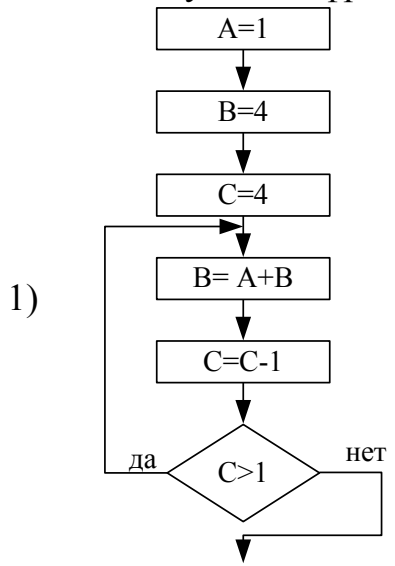 A=1
B=4
C=4
B= A+B
1)
C=C-1
да
C>1
нет